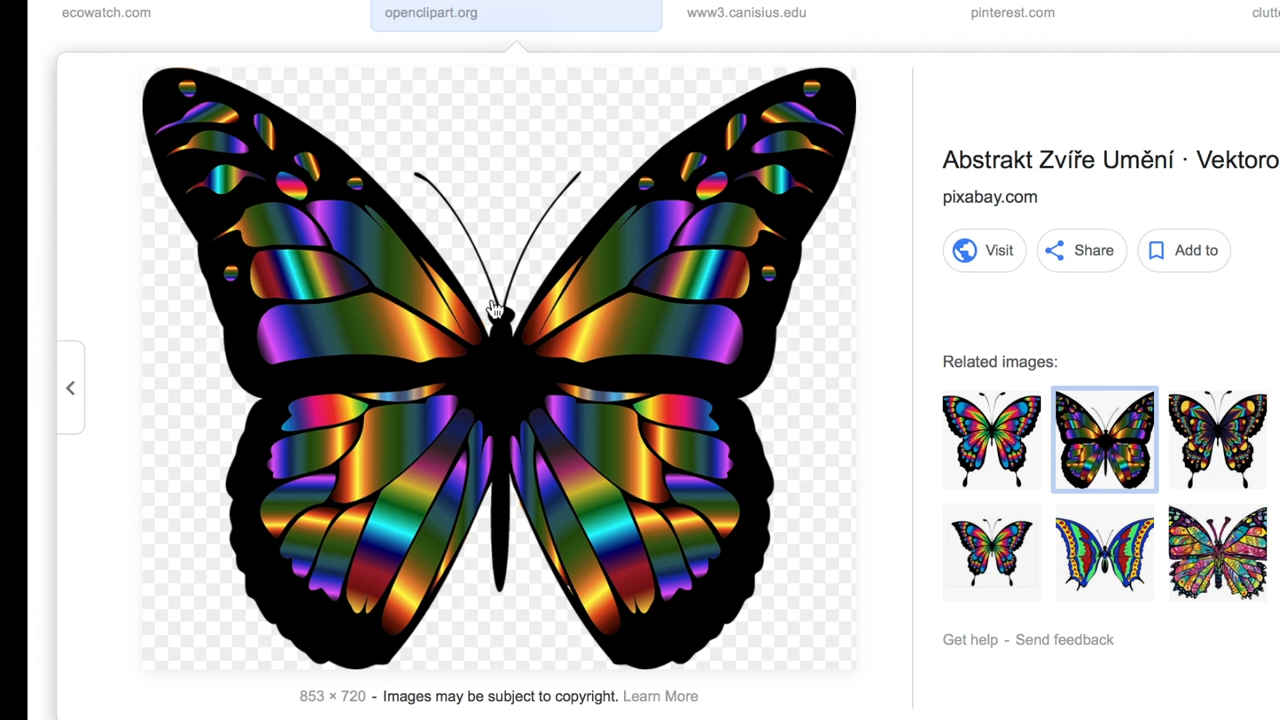 ecowatch.com
openclipart.org
www3.canisius.edu
pinterest.com
Abstrakt Zvíře Umění · Vektoro
pixabay.com
Visit
Share
Add to
Related images:
Get help - Send feedback
853 × 720 - Images may be subject to copyright. Learn More